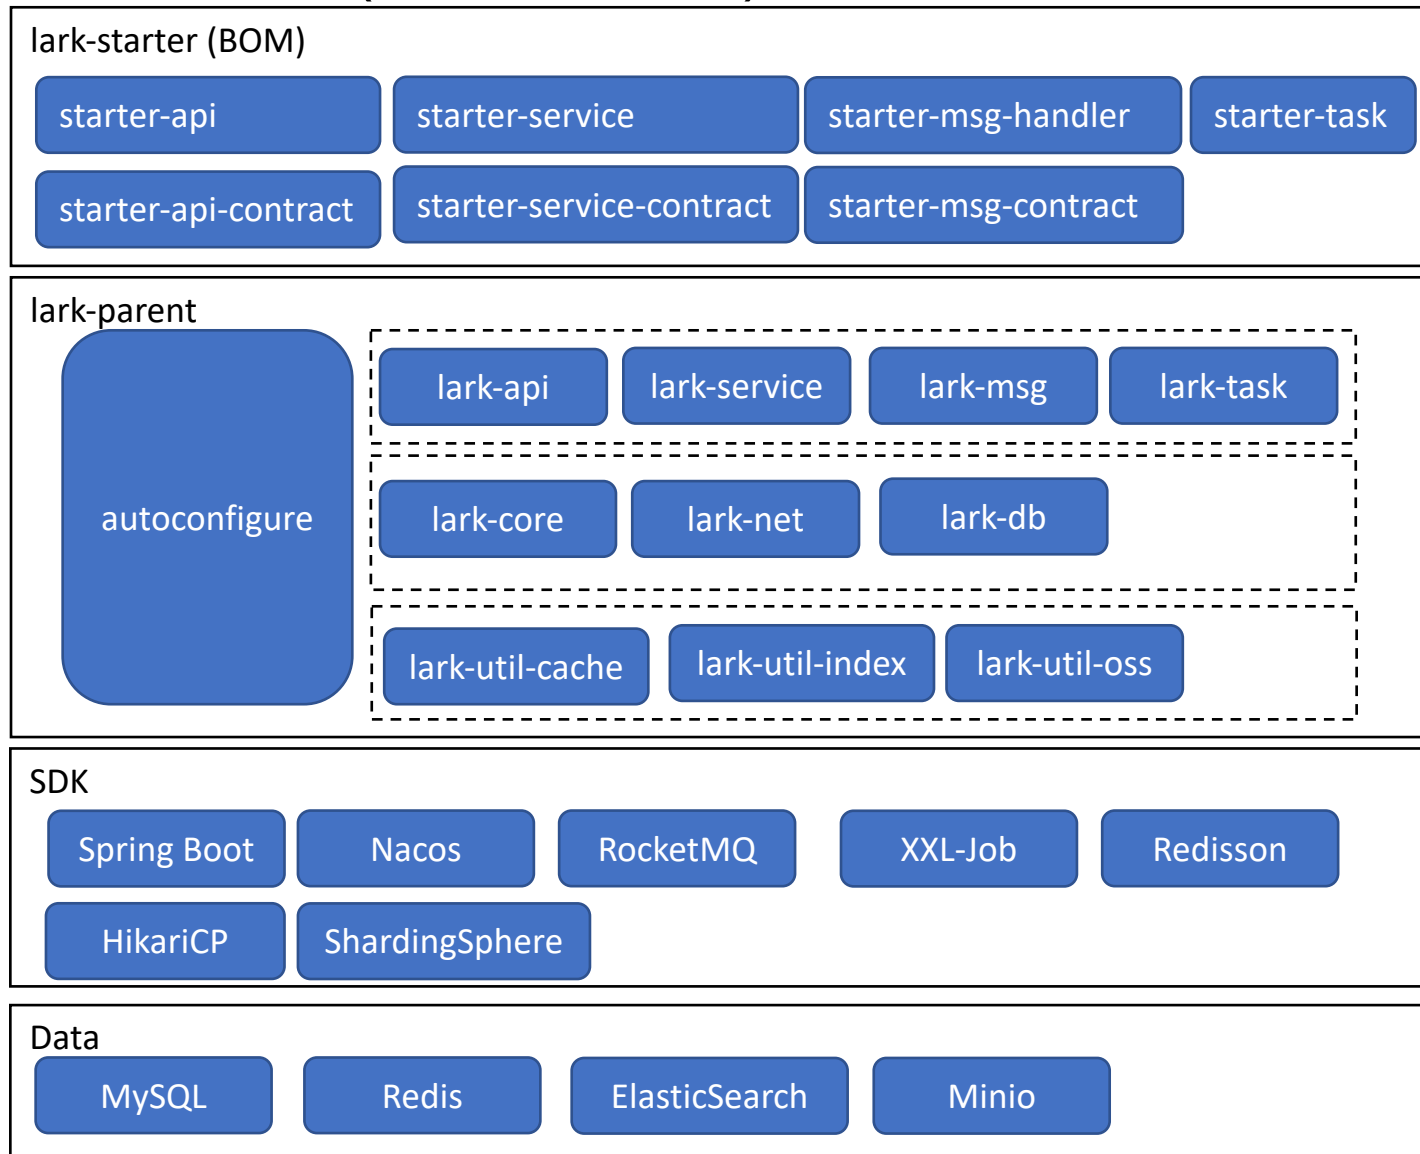 lark-starter (BOM)
starter-api
starter-service
starter-msg-handler
starter-task
starter-api-contract
starter-service-contract
starter-msg-contract
lark-parent
autoconfigure
lark-api
lark-service
lark-msg
lark-task
lark-core
lark-net
lark-db
lark-util-cache
lark-util-index
lark-util-oss
SDK
Spring Boot
Nacos
RocketMQ
XXL-Job
Redisson
HikariCP
ShardingSphere
Data
MySQL
Redis
ElasticSearch
Minio